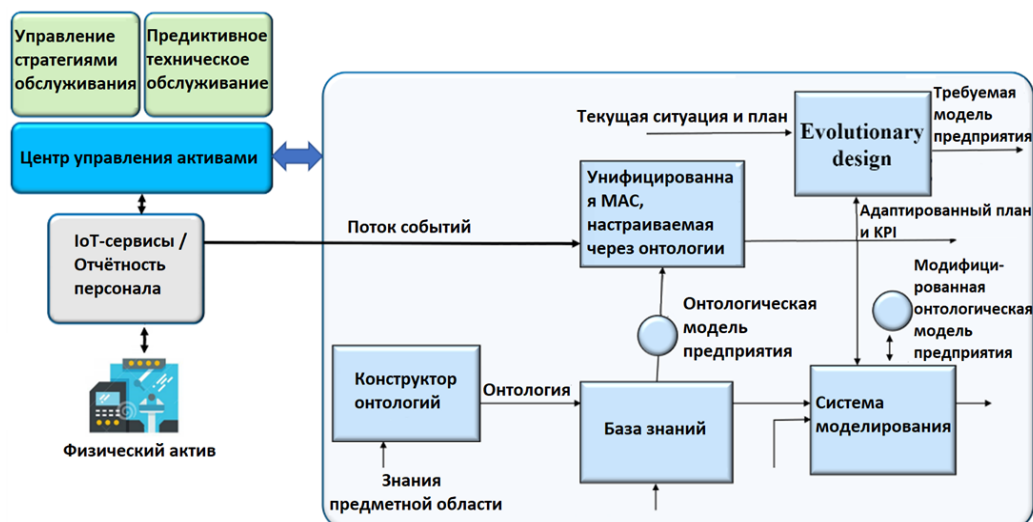 Управление
стратегиями
обслуживания
Предиктивное
техническое
обслуживание
Центр управления активами
IoT-сервисы /
Отчётность
персонала
Физический актив
Поток событий
Текущая ситуация и план
Evolutionary
design
Требуемая
модель
предприятия
Унифицированна
я МАС,
настраиваемая
через онтологии
Адаптированный план
и KPI
Модифици-
рованная
онтологическая
модель
предприятия
Онтологическая
модель
предприятия
Конструктор
онтологий
Онтология
База знаний
Система
моделирования
Знания
предметной области